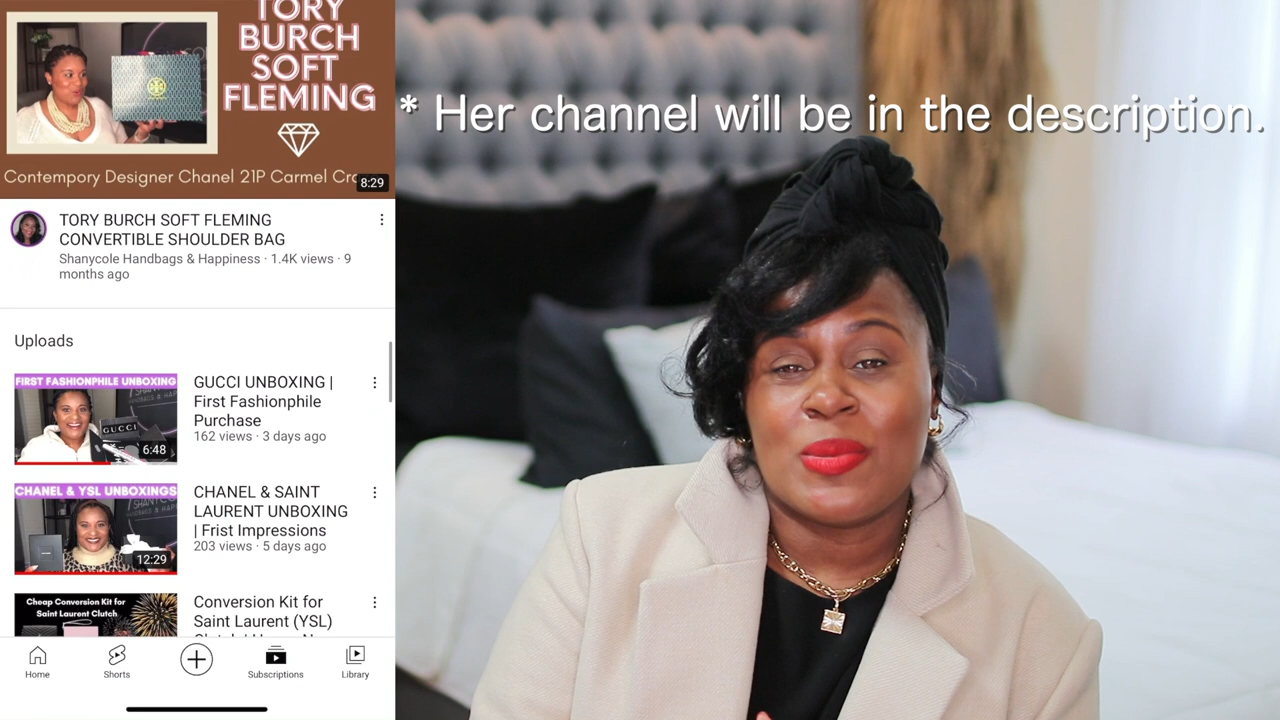 TORY
BURCH
SOFT
FLEMING
Contempory Designer Chanel 21P Carmel
8:29
TORY BURCH SOFT FLEMING
CONVERTIBLE SHOULDER BAG
Shanycole Handbags & Happiness · 1.4K views · 9
months ago
* Her channel will be in the description.
Uploads
FIRST FASHIONPHILE UNBOXING
GUCCI
6:48
GUCCI UNBOXING |
First Fashionphile
Purchase
162 views · 3 days ago
CHANEL & YSL UNBOXINGS
12:29
CHANEL & SAINT
LAURENT UNBOXING
| Frist Impressions
203 views · 5 days ago
Cheap Conversion Kit for
Saint Laurent Clutch
Conversion Kit for
Saint Laurent (YSL)
Home
Shorts
Subscriptions
Library